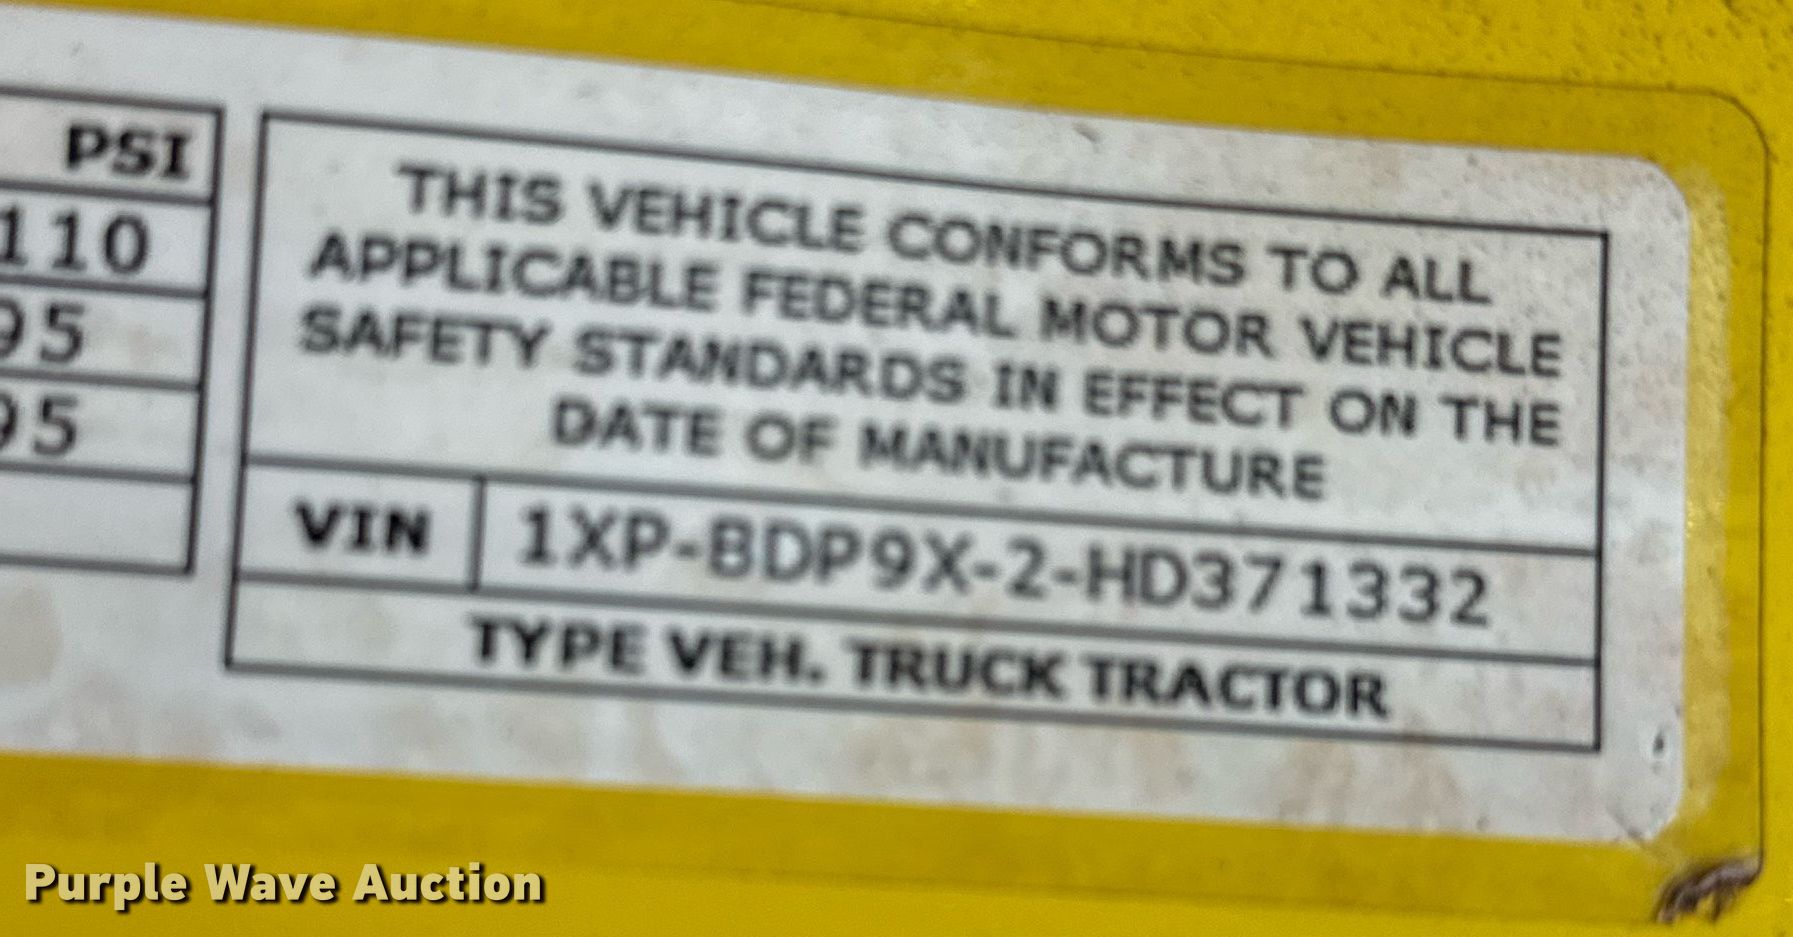 PSI
110
95
95
THIS VEHICLE CONFORMS TO ALL
APPLICABLE FEDERAL MOTOR VEHICLE
SAFETY STANDARDS IN EFFECT ON THE
DATE OF MANUFACTURE
VIN 1XP-BDP9X-2-HD371332
TYPE VEH. TRUCK TRACTOR
Purple Wave Auction